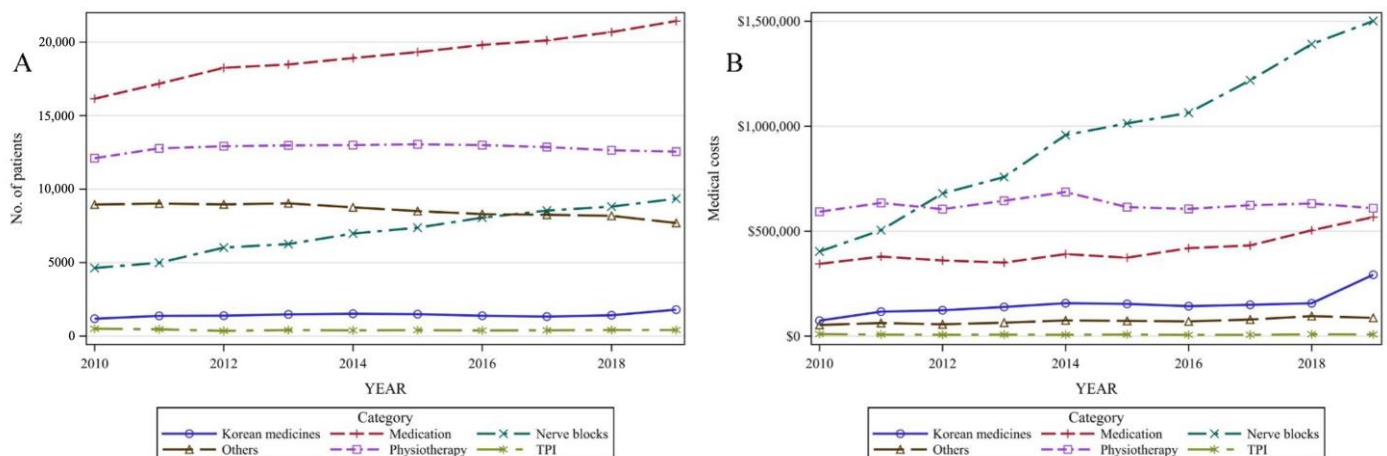 A
No. of patients
20,000
15,000
10,000
5000
0
2010 2012 2014 2016 2018
YEAR
Category
Korean medicines Medication Nerve blocks
Others Physiotherapy TPI
B
Medical costs
$1,500,000
$1,000,000
$500,000
$0
2010 2012 2014 2016 2018
YEAR
Category
Korean medicines Medication Nerve blocks
Others Physiotherapy TPI